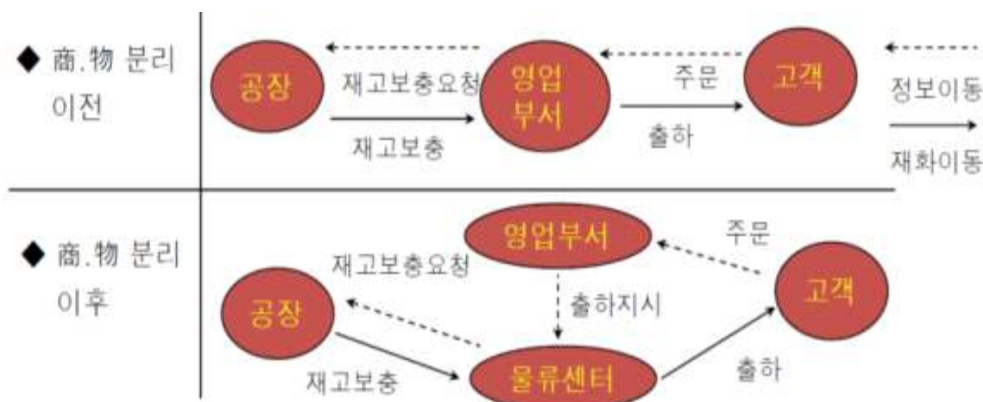 ◆ 商.物 분리
이전
공장
재고보충요청
재고보충
영업
부서
주문
출하
고객
정보이동
재화이동
◆ 商.物 분리
이후
영업부서
주문
재고보충요청
공장
출하지시
고객
재고보충
물류센터
출하